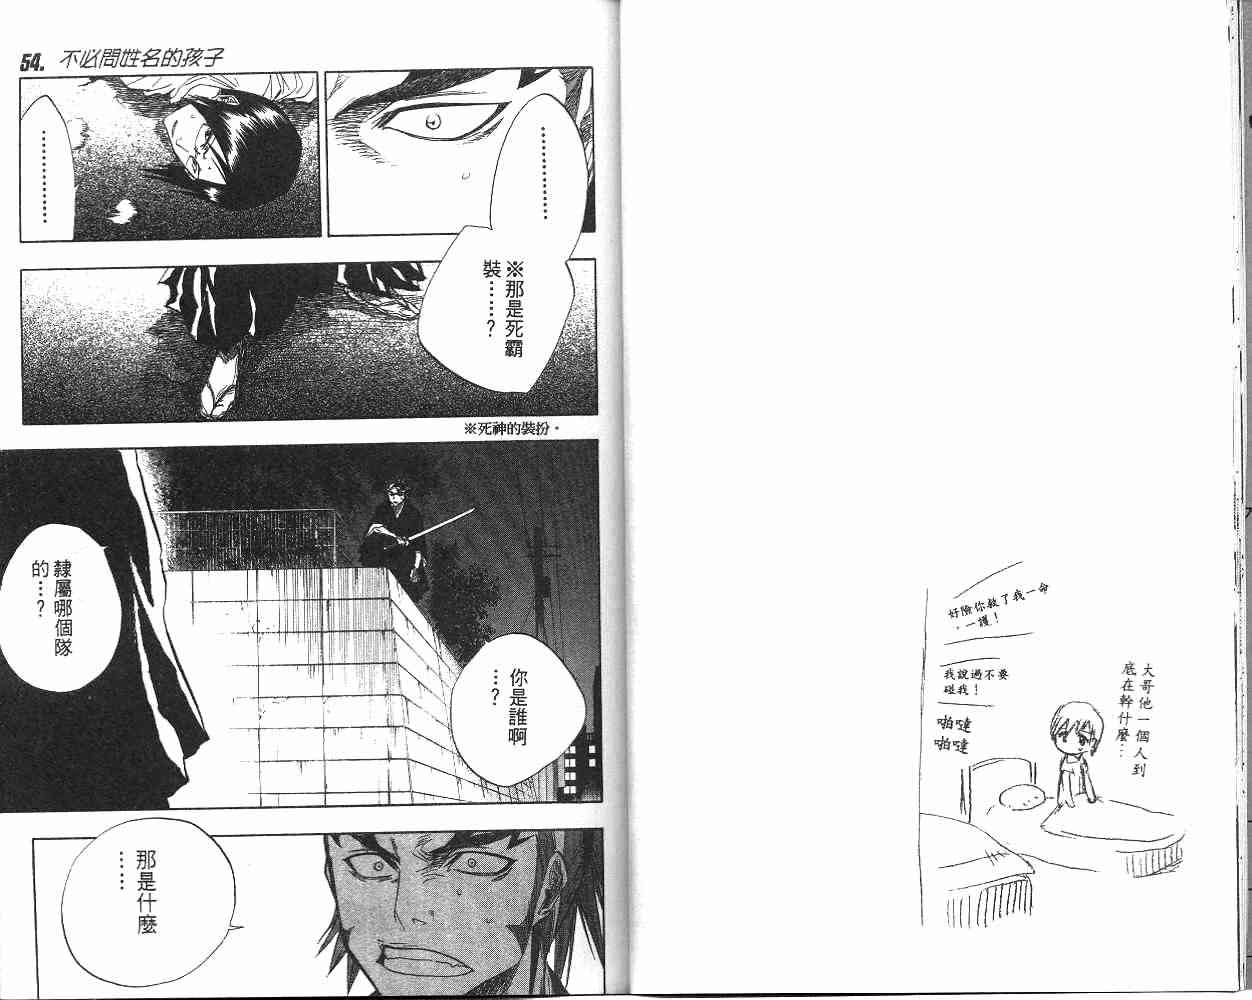 好險你救了我一命
，一護！
我說過不要
碰我！
啪噠
啪噠
大哥他一個人到
底在幹什麼…
54. 不必問姓名的孩子
…………
※那是死霸
裝……？
…………
※死神的裝扮。
你是誰啊
…？
隸屬哪個隊
的…？
那是什麼
……